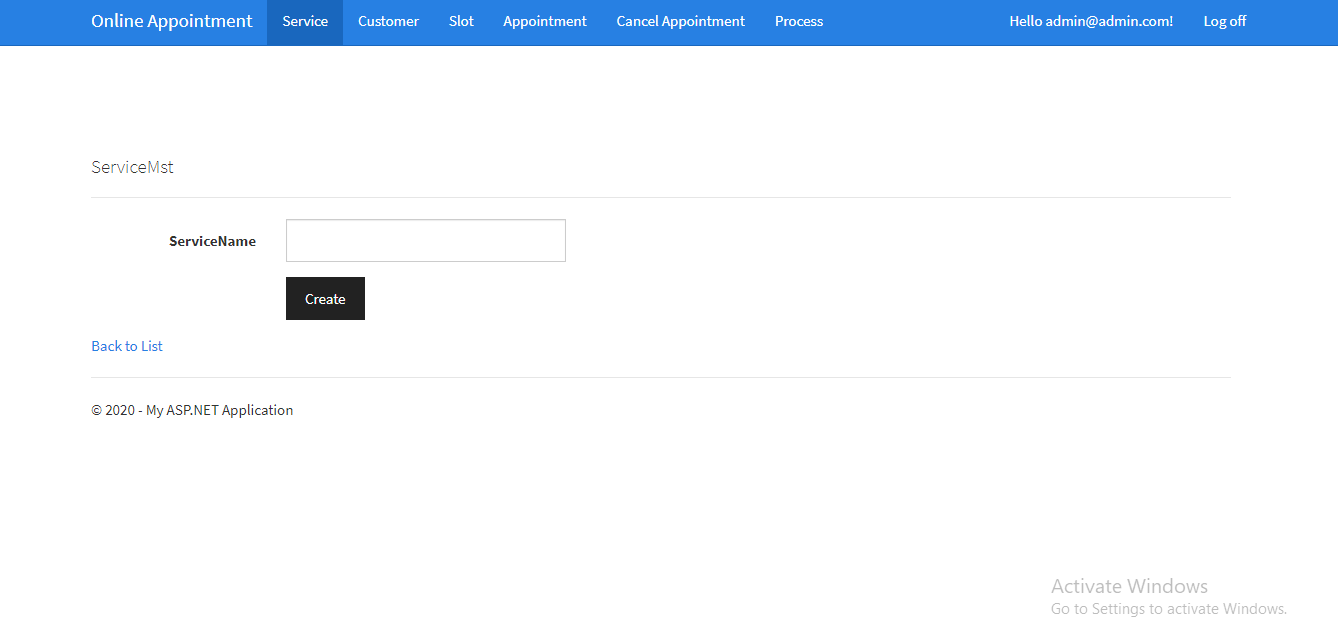 Online Appointment Service Customer Slot Appointment Cancel Appointment Process Hello admin@admin.com! Log off
ServiceMst
ServiceName
Create
Back to List
© 2020 - My ASP.NET Application
Activate Windows
Go to Settings to activate Windows.